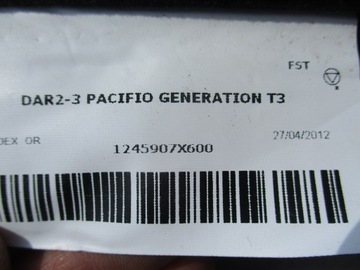 FST
DAR2-3 PACIFIO GENERATION T3
DEX OR
27/04/2012
1245907X600